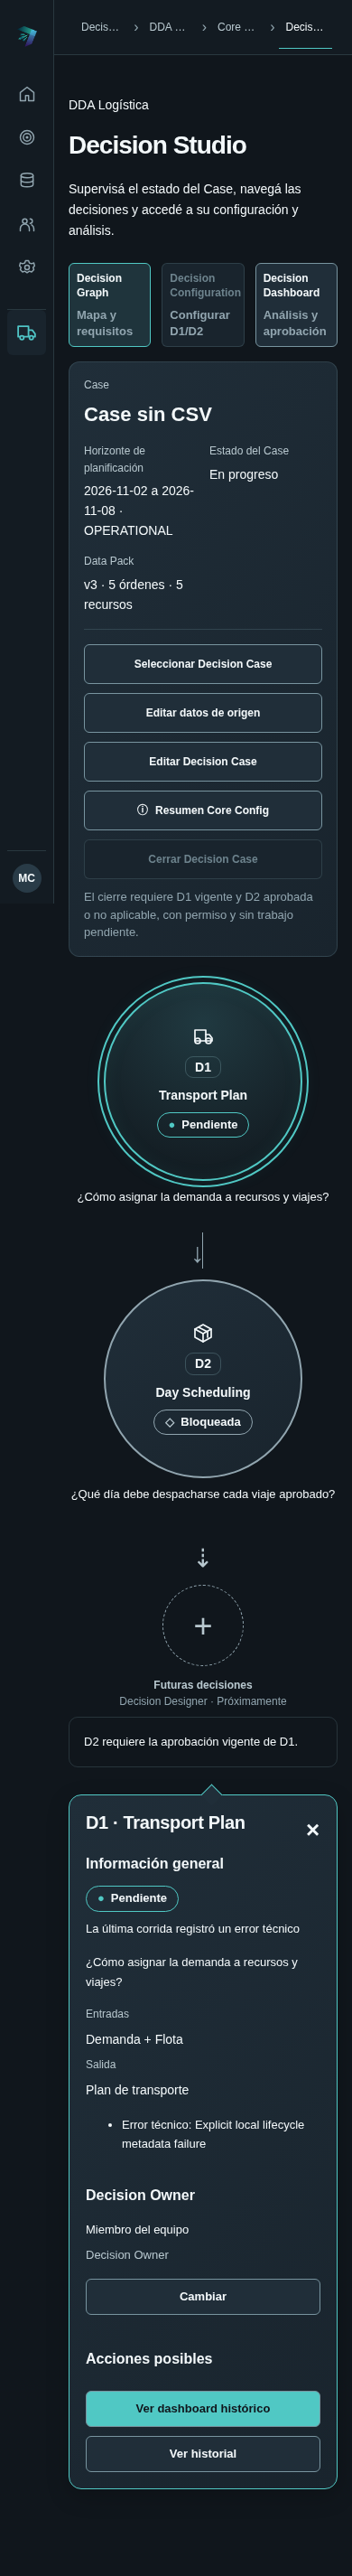 Decis…
DDA …
Core …
Decis…
DDA Logística
Decision Studio
Supervisá el estado del Case, navegá las
decisiones y accedé a su configuración y
análisis.
Decision
Graph
Mapa y
requisitos
Decision
Configuration
Configurar
D1/D2
Decision
Dashboard
Análisis y
aprobación
Case
Case sin CSV
Horizonte de
planificación
2026-11-02 a 2026-
11-08 ·
OPERATIONAL
Estado del Case
En progreso
Data Pack
v3 · 5 órdenes · 5
recursos
Seleccionar Decision Case
Editar datos de origen
Editar Decision Case
Resumen Core Config
Cerrar Decision Case
El cierre requiere D1 vigente y D2 aprobada
o no aplicable, con permiso y sin trabajo
pendiente.
MC
D1
Transport Plan
Pendiente
¿Cómo asignar la demanda a recursos y viajes?
D2
Day Scheduling
Bloqueada
¿Qué día debe despacharse cada viaje aprobado?
Futuras decisiones
Decision Designer · Próximamente
D2 requiere la aprobación vigente de D1.
D1 · Transport Plan
Información general
Pendiente
La última corrida registró un error técnico
¿Cómo asignar la demanda a recursos y
viajes?
Entradas
Demanda + Flota
Salida
Plan de transporte
• Error técnico: Explicit local lifecycle
metadata failure
Decision Owner
Miembro del equipo
Decision Owner
Cambiar
Acciones posibles
Ver dashboard histórico
Ver historial